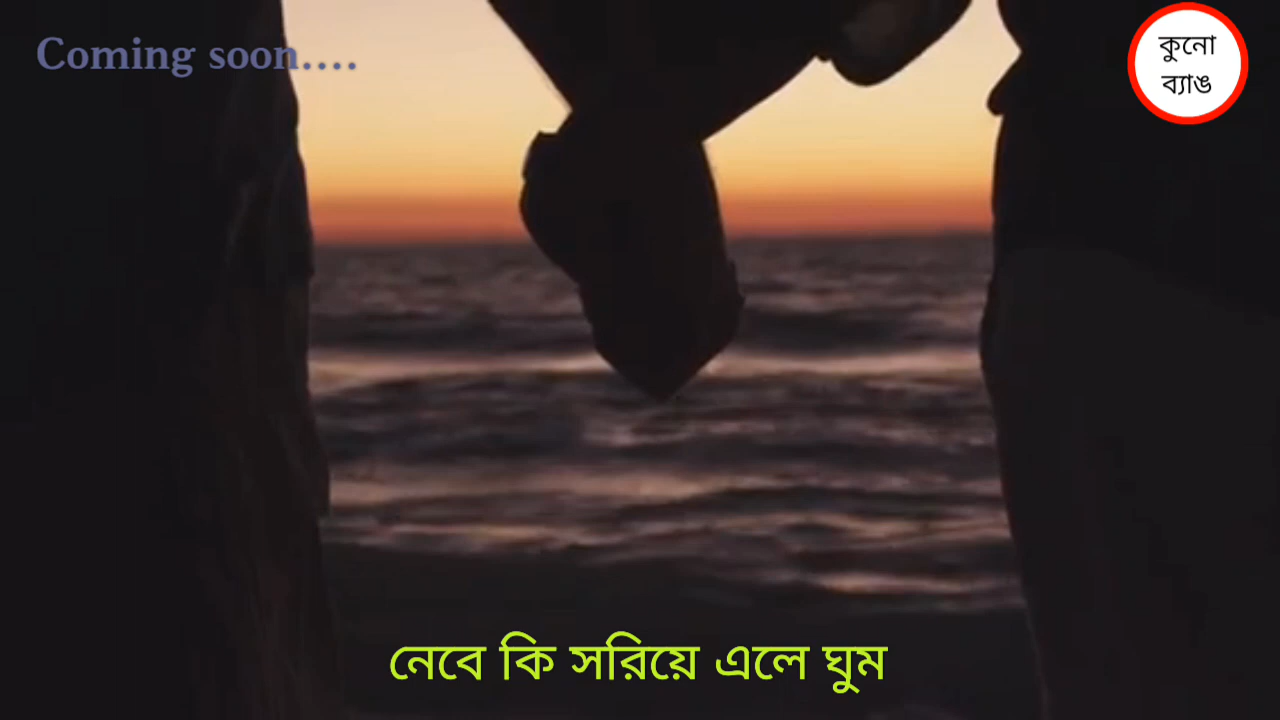 Coming soon....
কুনো
ব্যাঙ
নেবে কি সরিয়ে এলে ঘুম